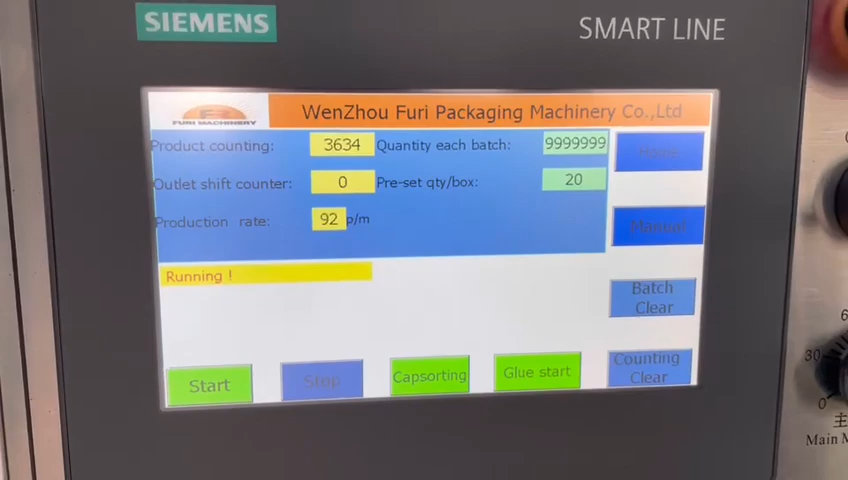 SIEMENS
SMART LINE
FURI MACHINERY
WenZhou Furi Packaging Machinery Co.,Ltd
Product counting: 3634 Quantity each batch: 9999999
Home
Outlet shift counter: 0 Pre-set qty/box: 20
Production rate: 92 p/m
Manual
Running !
Batch
Clear
Start
Stop
Capsorting
Glue start
Counting
Clear
30
0
主
Main M